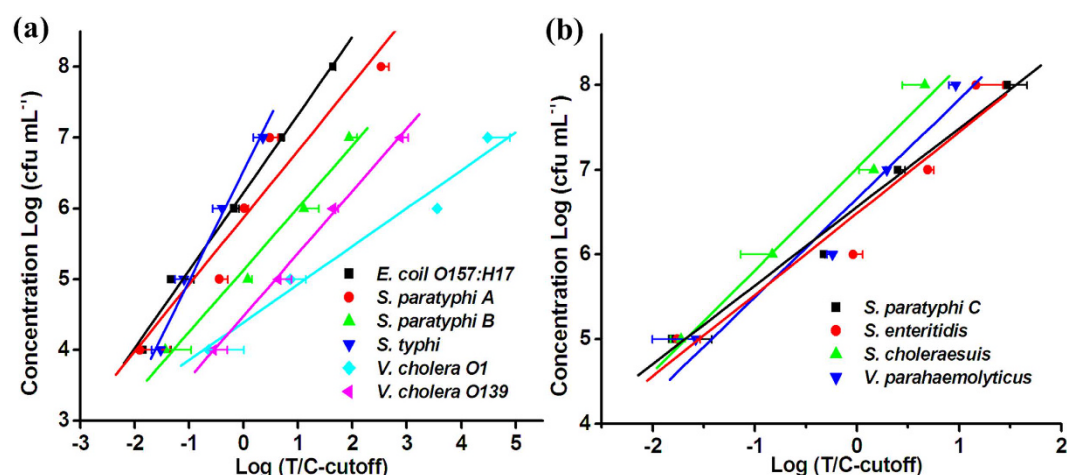 (a)
Concentration Log (cfu mL⁻¹)
8
7
6
5
4
3
E. coil O157:H17
S. paratyphi A
S. paratyphi B
S. typhi
V. cholera O1
V. cholera O139
-3 -2 -1 0 1 2 3 4 5
Log (T/C-cutoff)
(b)
Concentration Log (cfu mL⁻¹)
8
7
6
5
4
S. paratyphi C
S. enteritidis
S. choleraesuis
V. parahaemolyticus
-2 -1 0 1 2
Log (T/C-cutoff)